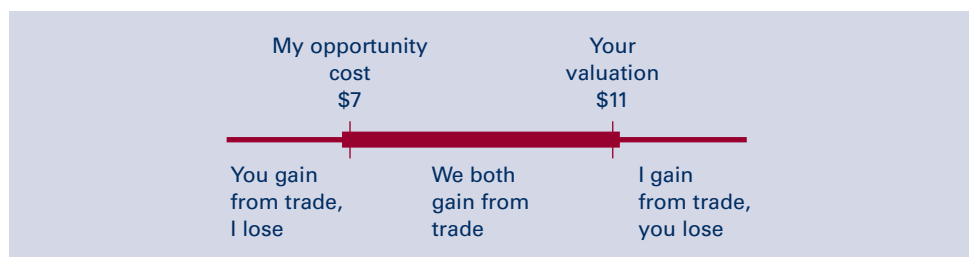 My opportunity
cost
$7
Your
valuation
$11
You gain
from trade,
I lose
We both
gain from
trade
I gain
from trade,
you lose